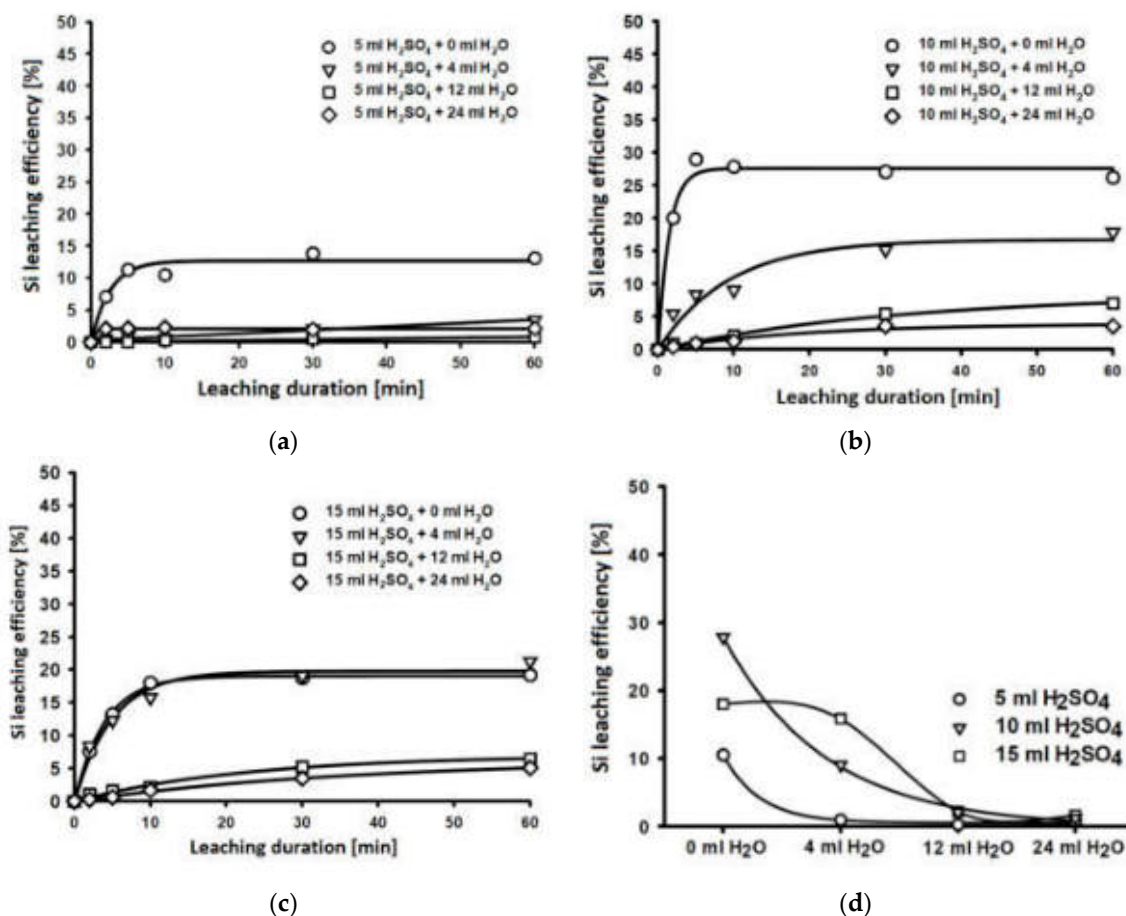 50
45
40
35
30
25
20
15
10
5
0
Si leaching efficiency [%]
5 ml H₂SO₄ + 0 ml H₂O
5 ml H₂SO₄ + 4 ml H₂O
5 ml H₂SO₄ + 12 ml H₂O
5 ml H₂SO₄ + 24 ml H₂O
0 10 20 30 40 50 60
Leaching duration [min]
(a)
50
45
40
35
30
25
20
15
10
5
0
Si leaching efficiency [%]
10 ml H₂SO₄ + 0 ml H₂O
10 ml H₂SO₄ + 4 ml H₂O
10 ml H₂SO₄ + 12 ml H₂O
10 ml H₂SO₄ + 24 ml H₂O
0 10 20 30 40 50 60
Leaching duration [min]
(b)
50
45
40
35
30
25
20
15
10
5
0
Si leaching efficiency [%]
15 ml H₂SO₄ + 0 ml H₂O
15 ml H₂SO₄ + 4 ml H₂O
15 ml H₂SO₄ + 12 ml H₂O
15 ml H₂SO₄ + 24 ml H₂O
0 10 20 30 40 50 60
Leaching duration [min]
(c)
50
40
30
20
10
0
Si leaching efficiency [%]
5 ml H₂SO₄
10 ml H₂SO₄
15 ml H₂SO₄
0 ml H₂O 4 ml H₂O 12 ml H₂O 24 ml H₂O
(d)